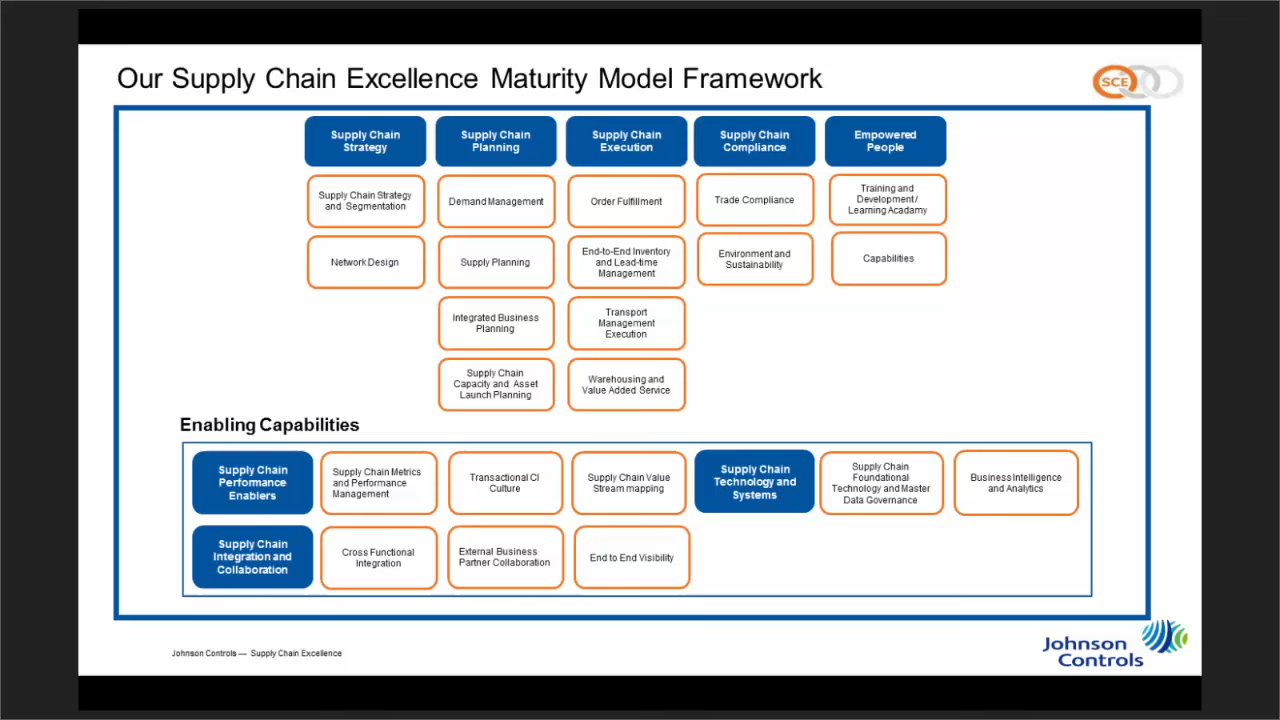 Our Supply Chain Excellence Maturity Model Framework
SCE
Supply Chain
Strategy
Supply Chain
Planning
Supply Chain
Execution
Supply Chain
Compliance
Empowered
People
Supply Chain Strategy
and Segmentation
Demand Management
Order Fulfillment
Trade Compliance
Training and
Development /
Learning Acadamy
Network Design
Supply Planning
End-to-End Inventory
and Lead-time
Management
Environment and
Sustainability
Capabilities
Integrated Business
Planning
Transport
Management
Execution
Supply Chain
Capacity and Asset
Launch Planning
Warehousing and
Value Added Service
Enabling Capabilities
Supply Chain
Performance
Enablers
Supply Chain Metrics
and Performance
Management
Transactional CI
Culture
Supply Chain Value
Stream mapping
Supply Chain
Technology and
Systems
Supply Chain
Foundational
Technology and Master
Data Governance
Business Intelligence
and Analytics
Supply Chain
Integration and
Collaboration
Cross Functional
Integration
External Business
Partner Collaboration
End to End Visibility
Johnson Controls — Supply Chain Excellence
Johnson
Controls